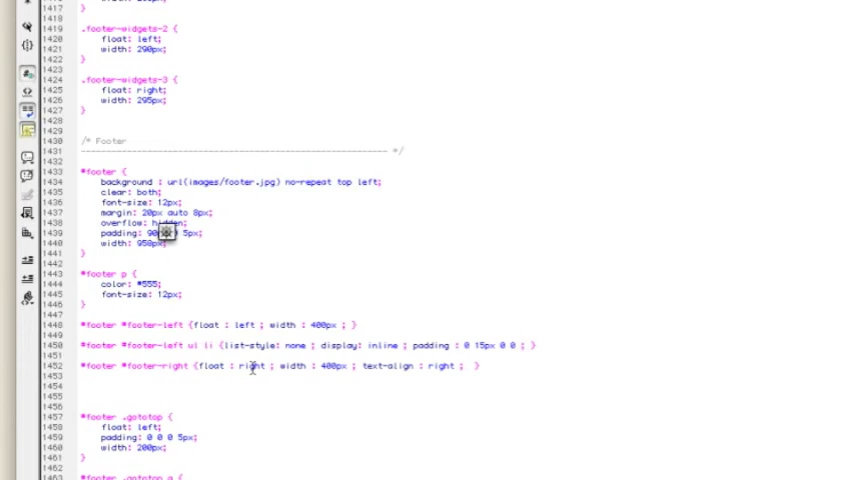 1417 }
1418
1419 .footer-widgets-2 {
1420 float: left;
1421 width: 290px;
1422 }
1423
1424 .footer-widgets-3 {
1425 float: right;
1426 width: 295px;
1427 }
1428
1429
1430 /* Footer
1431 ------------------------------------------------------------ */
1432
1433 #footer {
1434 background : url(images/footer.jpg) no-repeat top left;
1435 clear: both;
1436 font-size: 12px;
1437 margin: 20px auto 8px;
1438 overflow: hidden;
1439 padding: 5px;
1440 width: 950px;
1441 }
1442
1443 #footer p {
1444 color: #555;
1445 font-size: 12px;
1446 }
1447
1448 #footer #footer-left {float : left ; width : 400px ; }
1449
1450 #footer #footer-left ul li {list-style: none ; display: inline ; padding : 0 15px 0 0 ; }
1451
1452 #footer #footer-right {float : right ; width : 400px ; text-align : right ; }
1453
1454
1455
1456
1457 #footer .gototop {
1458 float: left;
1459 padding: 0 0 0 5px;
1460 width: 200px;
1461 }
1462
1463 #footer .gototop a {